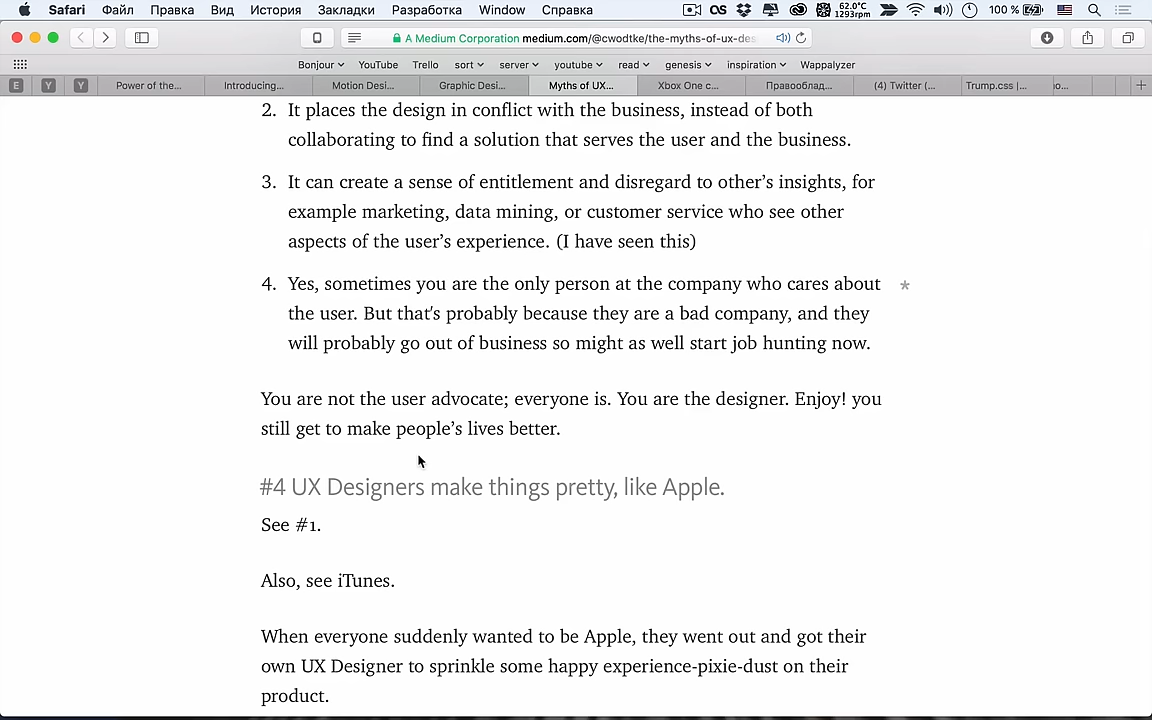 Safari Файл Правка Вид История Закладки Разработка Window Справка OS 62.0°C 1293rpm 100 %
A Medium Corporation medium.com/@cwodtke/the-myths-of-ux-des
Bonjour YouTube Trello sort server youtube read genesis inspiration Wappalyzer
E Y Y Power of the... Introducing... Motion Desi... Graphic Desi... Myths of UX... Xbox One c... Правооблад... (4) Twitter (... Trump.css |... ю...
2. It places the design in conflict with the business, instead of both
collaborating to find a solution that serves the user and the business.
3. It can create a sense of entitlement and disregard to other’s insights, for
example marketing, data mining, or customer service who see other
aspects of the user’s experience. (I have seen this)
4. Yes, sometimes you are the only person at the company who cares about *
the user. But that's probably because they are a bad company, and they
will probably go out of business so might as well start job hunting now.
You are not the user advocate; everyone is. You are the designer. Enjoy! you
still get to make people’s lives better.
#4 UX Designers make things pretty, like Apple.
See #1.
Also, see iTunes.
When everyone suddenly wanted to be Apple, they went out and got their
own UX Designer to sprinkle some happy experience-pixie-dust on their
product.